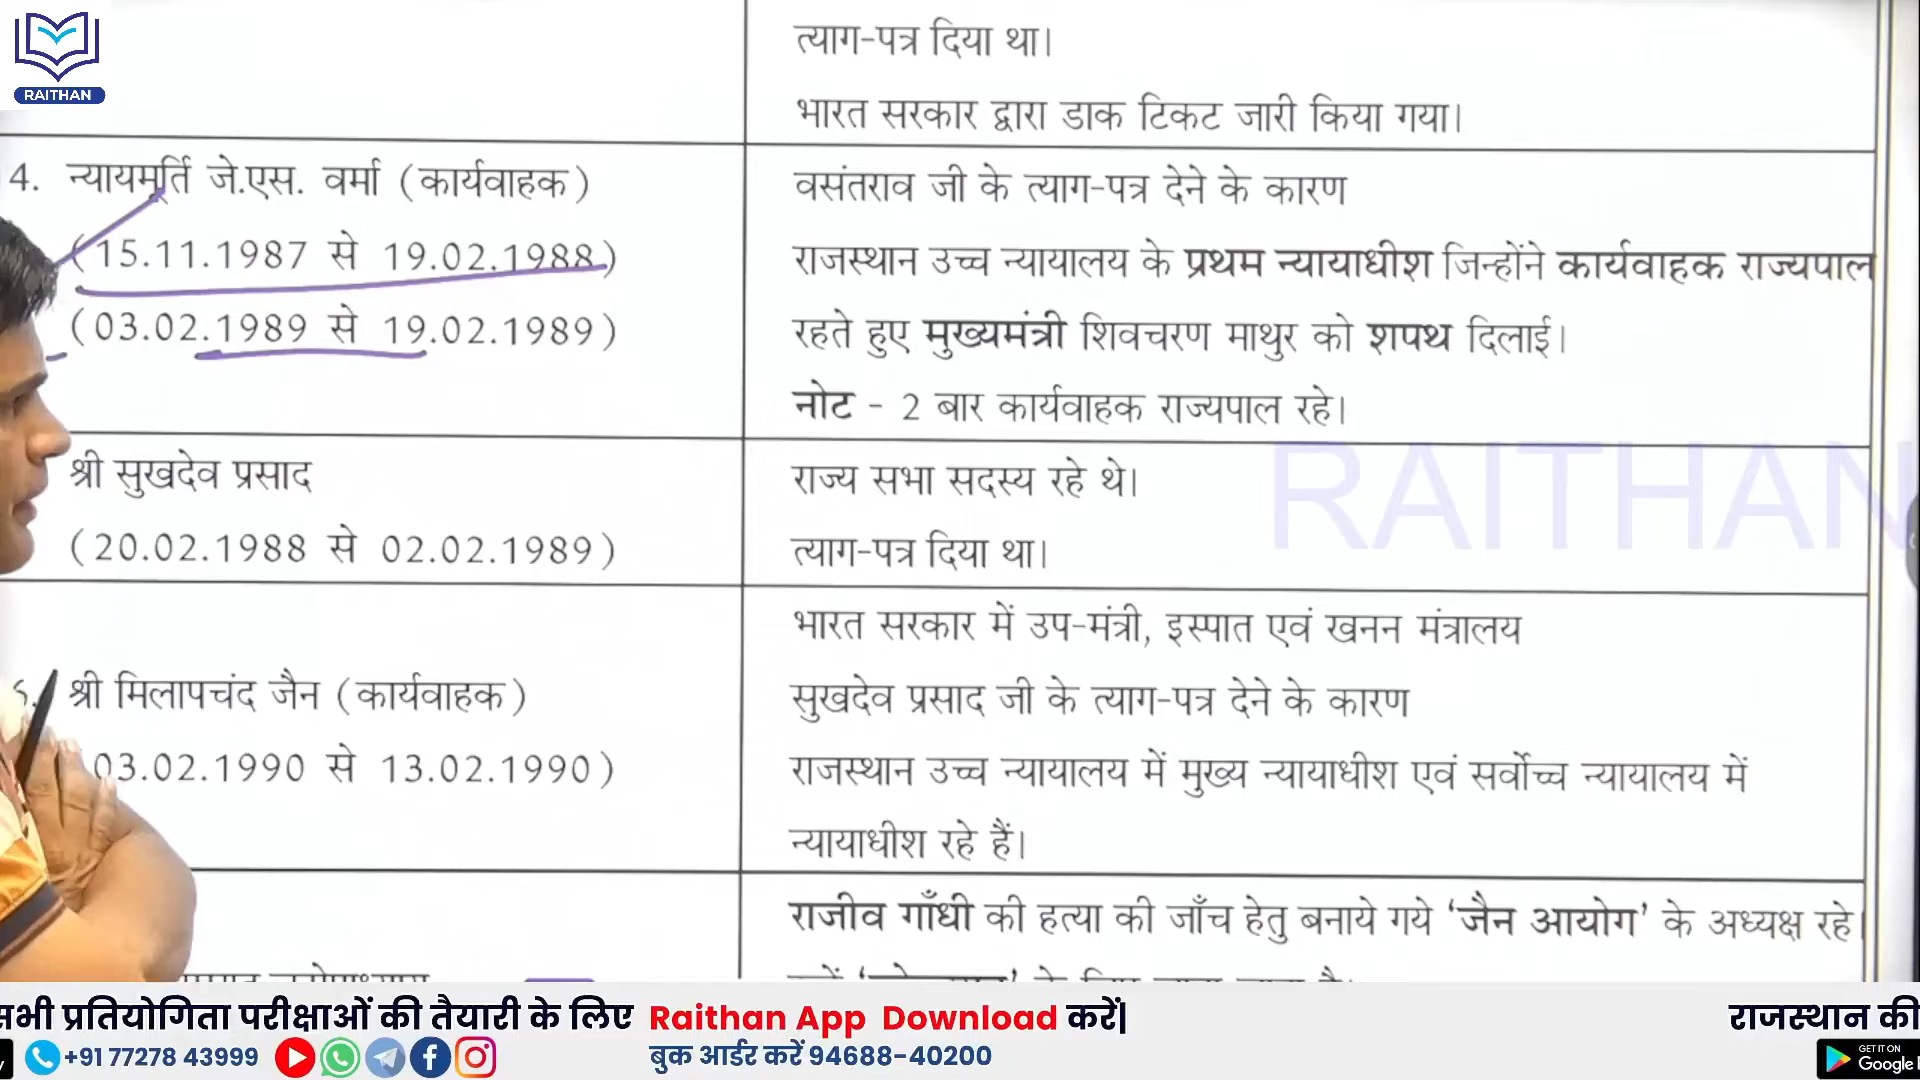 RAITHAN
त्याग-पत्र दिया था।
भारत सरकार द्वारा डाक टिकट जारी किया गया।
4. न्यायमूर्ति जे.एस. वर्मा (कार्यवाहक)
(15.11.1987 से 19.02.1988)
(03.02.1989 से 19.02.1989)
वसंतराव जी के त्याग-पत्र देने के कारण
राजस्थान उच्च न्यायालय के प्रथम न्यायाधीश जिन्होंने कार्यवाहक राज्यपाल
रहते हुए मुख्यमंत्री शिवचरण माथुर को शपथ दिलाई।
नोट - 2 बार कार्यवाहक राज्यपाल रहे।
श्री सुखदेव प्रसाद
(20.02.1988 से 02.02.1989)
राज्य सभा सदस्य रहे थे।
त्याग-पत्र दिया था।
RAITHAN
श्री मिलापचंद जैन (कार्यवाहक)
03.02.1990 से 13.02.1990)
भारत सरकार में उप-मंत्री, इस्पात एवं खनन मंत्रालय
सुखदेव प्रसाद जी के त्याग-पत्र देने के कारण
राजस्थान उच्च न्यायालय में मुख्य न्यायाधीश एवं सर्वोच्च न्यायालय में
न्यायाधीश रहे हैं।
राजीव गाँधी की हत्या की जाँच हेतु बनाये गये ‘जैन आयोग’ के अध्यक्ष रहे।
सभी प्रतियोगिता परीक्षाओं की तैयारी के लिए Raithan App Download करें|
राजस्थान की
+91 77278 43999
बुक आर्डर करें 94688-40200
GET IT ON
Google